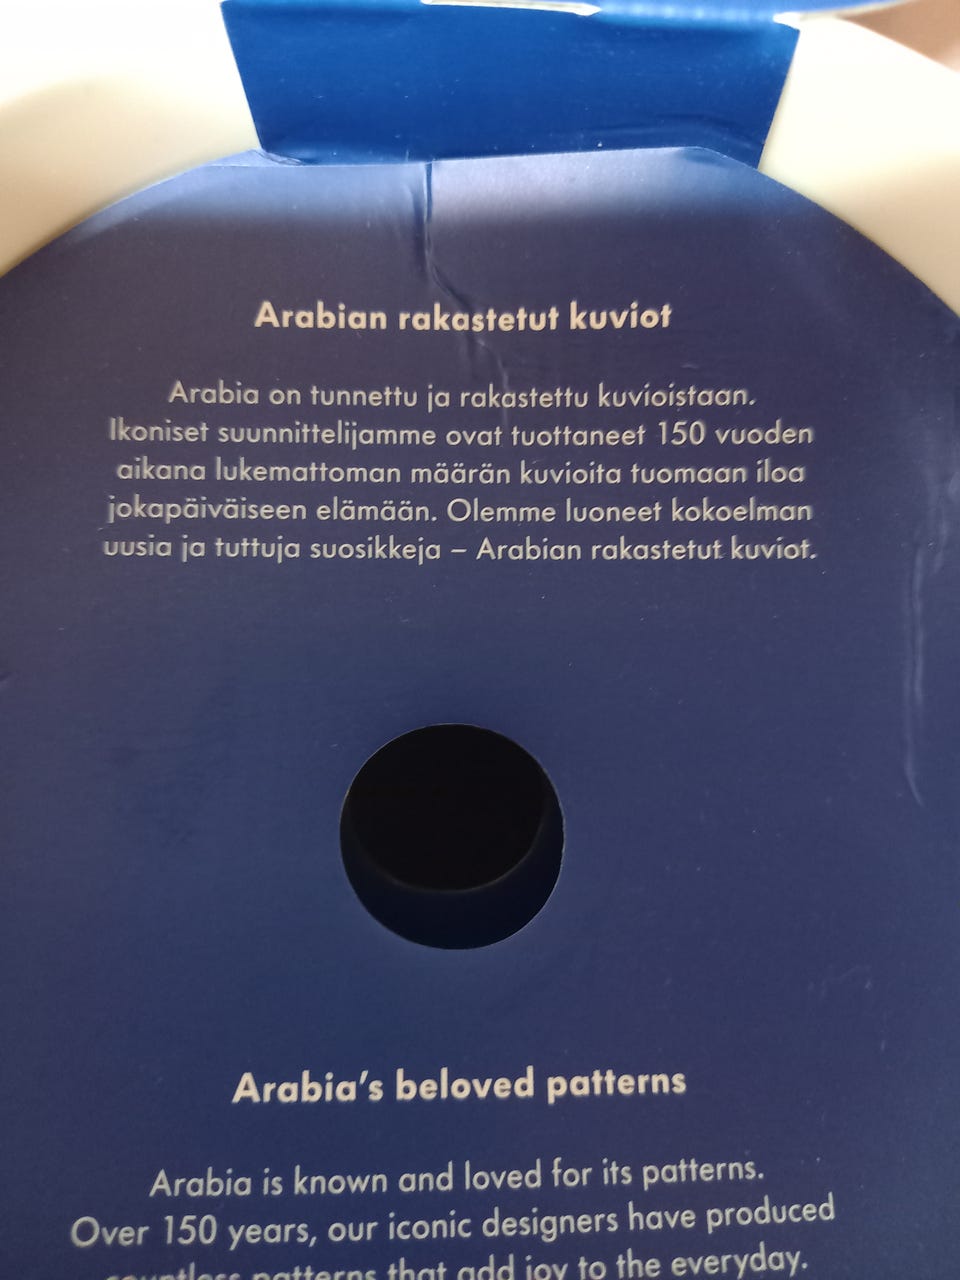 Arabian rakastetut kuviot
Arabia on tunnettu ja rakastettu kuvioistaan.
Ikoniset suunnittelijamme ovat tuottaneet 150 vuoden
aikana lukemattoman määrän kuvioita tuomaan iloa
jokapäiväiseen elämään. Olemme luoneet kokoelman
uusia ja tuttuja suosikkeja – Arabian rakastetut kuviot.
Arabia’s beloved patterns
Arabia is known and loved for its patterns.
Over 150 years, our iconic designers have produced
countless patterns that add joy to the everyday.